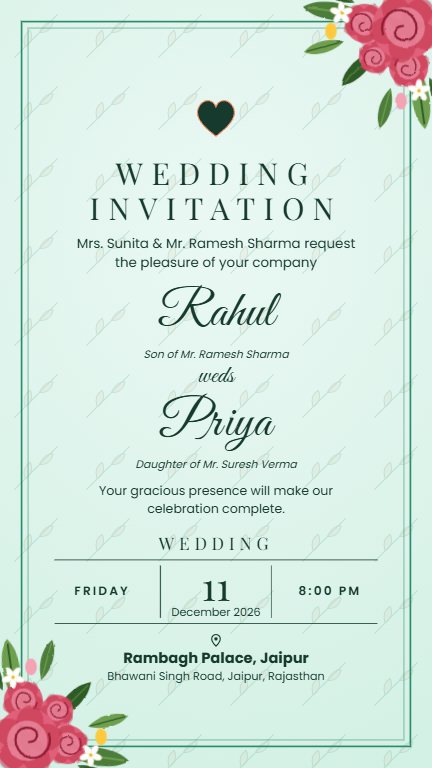 WEDDING
INVITATION
Mrs. Sunita & Mr. Ramesh Sharma request
the pleasure of your company
Rahul
Son of Mr. Ramesh Sharma
weds
Priya
Daughter of Mr. Suresh Verma
Your gracious presence will make our
celebration complete.
WEDDING
FRIDAY
11
December 2026
8:00 PM
Rambagh Palace, Jaipur
Bhawani Singh Road, Jaipur, Rajasthan